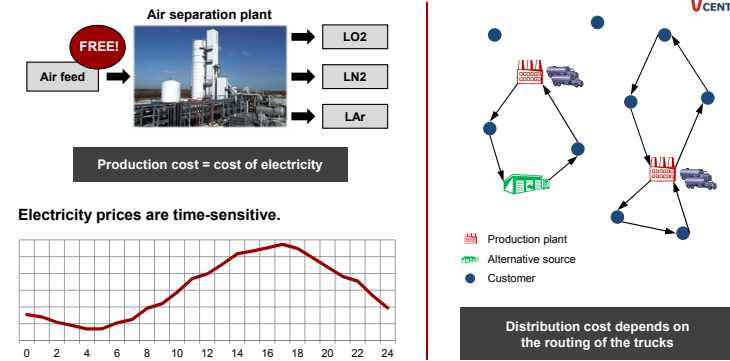 Air separation plant
FREE!
Air feed
LO2
LN2
LAr
Production cost = cost of electricity
Electricity prices are time-sensitive.
0 2 4 6 8 10 12 14 16 18 20 22 24
Production plant
Alternative source
Customer
Distribution cost depends on
the routing of the trucks